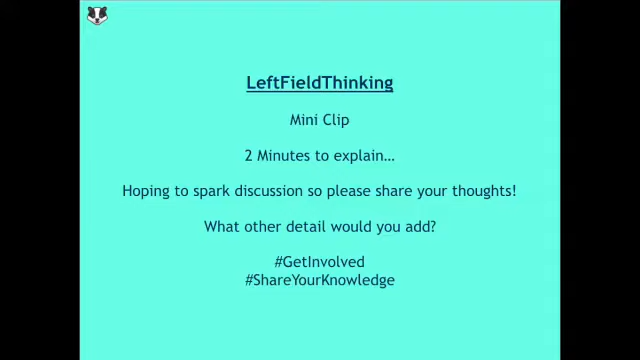 LeftFieldThinking
Mini Clip
2 Minutes to explain…
Hoping to spark discussion so please share your thoughts!
What other detail would you add?
#GetInvolved
#ShareYourKnowledge